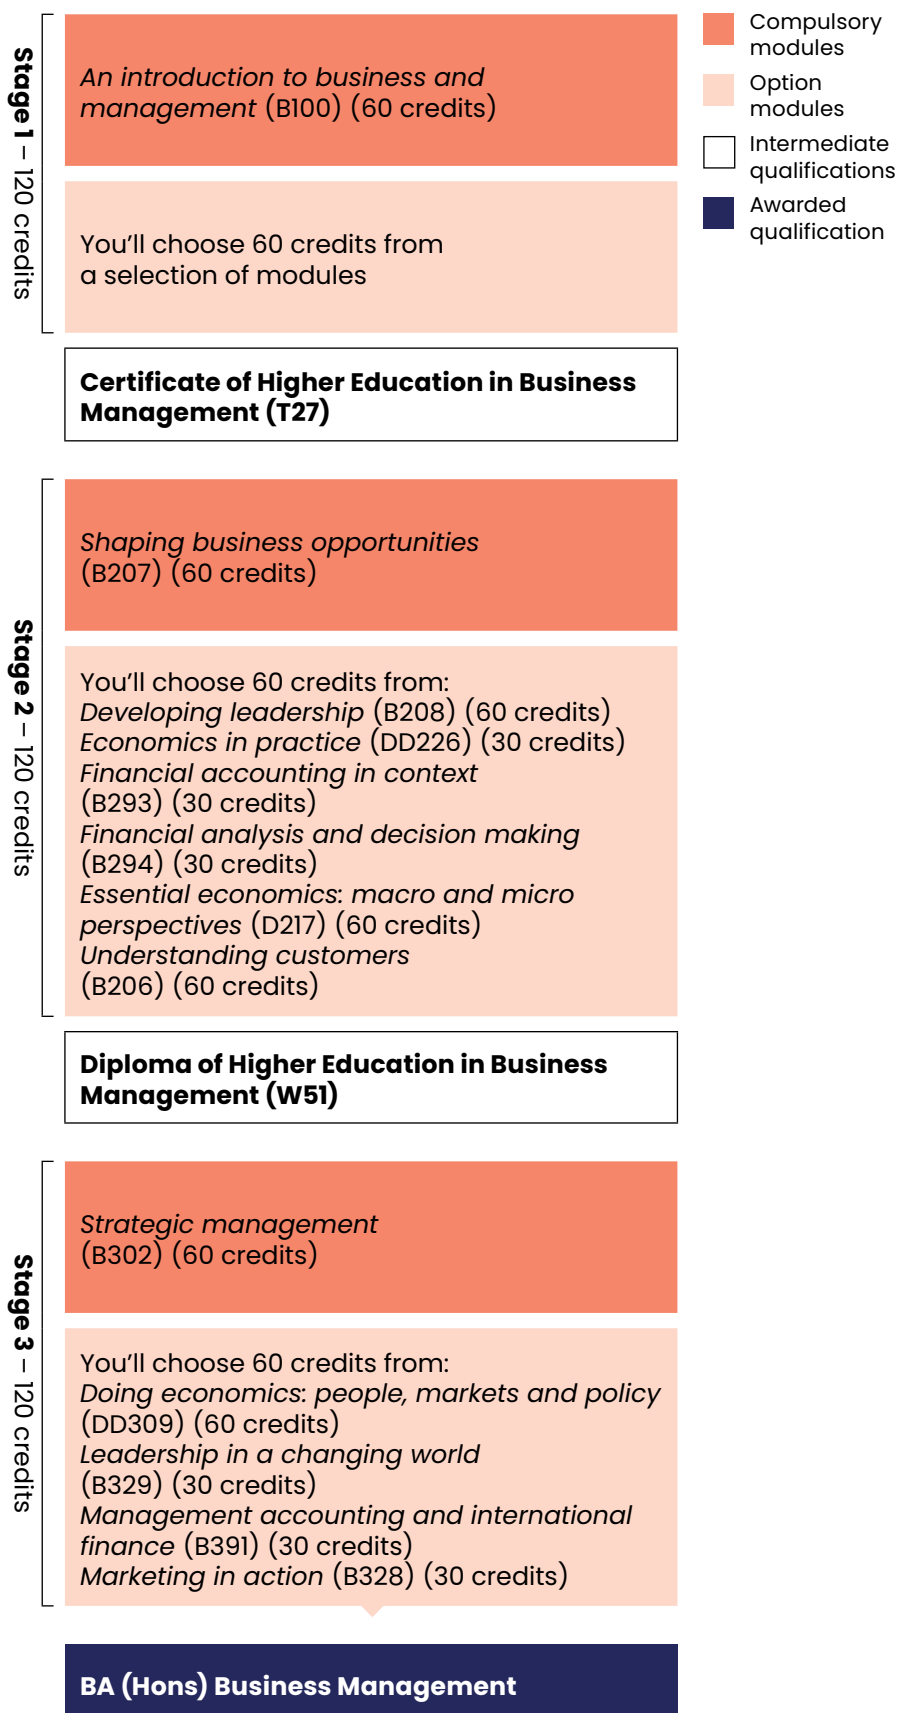 Stage 1 – 120 credits
An introduction to business and
management (B100) (60 credits)
You’ll choose 60 credits from
a selection of modules
Compulsory
modules
Option
modules
Intermediate
qualifications
Awarded
qualification
Certificate of Higher Education in Business
Management (T27)
Stage 2 – 120 credits
Shaping business opportunities
(B207) (60 credits)
You’ll choose 60 credits from:
Developing leadership (B208) (60 credits)
Economics in practice (DD226) (30 credits)
Financial accounting in context
(B293) (30 credits)
Financial analysis and decision making
(B294) (30 credits)
Essential economics: macro and micro
perspectives (D217) (60 credits)
Understanding customers
(B206) (60 credits)
Diploma of Higher Education in Business
Management (W51)
Stage 3 – 120 credits
Strategic management
(B302) (60 credits)
You’ll choose 60 credits from:
Doing economics: people, markets and policy
(DD309) (60 credits)
Leadership in a changing world
(B329) (30 credits)
Management accounting and international
finance (B391) (30 credits)
Marketing in action (B328) (30 credits)
BA (Hons) Business Management